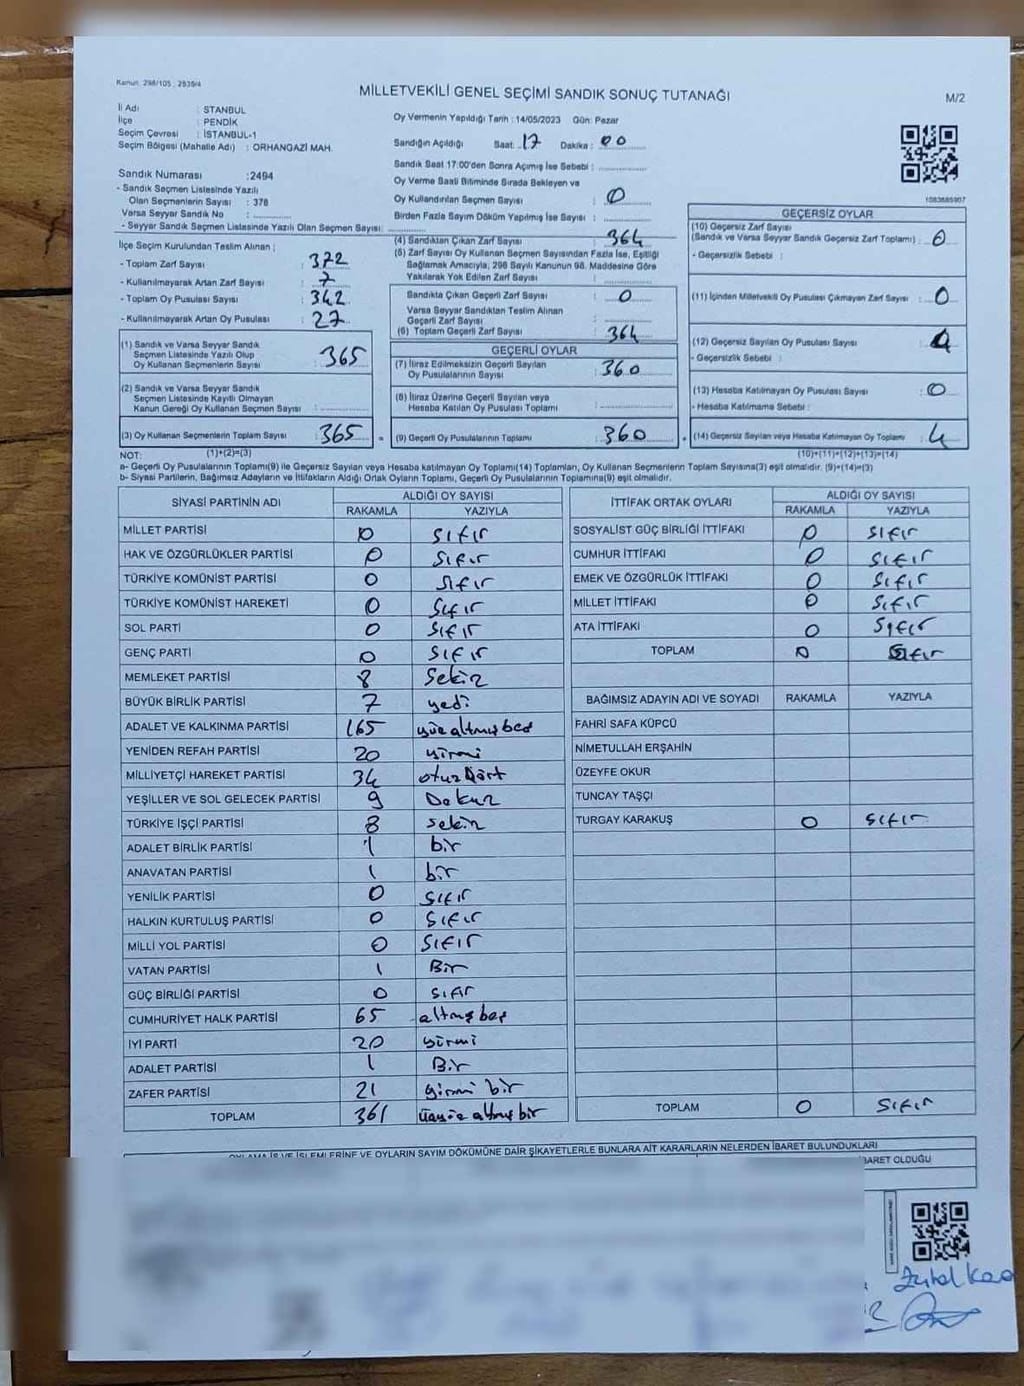 Kanun: 298/105, 2839/4
MİLLETVEKİLİ GENEL SEÇİMİ SANDIK SONUÇ TUTANAĞI
M/2
İl Adı : İSTANBUL
İlçe : PENDİK
Seçim Çevresi : İSTANBUL-1
Seçim Bölgesi (Mahalle Adı) : ORHANGAZİ MAH.
Oy Vermenin Yapıldığı Tarih : 14/05/2023 Gün: Pazar
Sandığın Açıldığı Saat: 17 Dakika : 00
Sandık Saat 17:00'den Sonra Açılmış İse Sebebi :
Oy Verme Saati Bitiminde Sırada Bekleyen ve
Oy Kullandırılan Seçmen Sayısı : 0
Birden Fazla Sayım Döküm Yapılmış İse Sayısı :
Sandık Numarası : 2494
- Sandık Seçmen Listesinde Yazılı
Olan Seçmenlerin Sayısı : 378
Varsa Seyyar Sandık No :
- Seyyar Sandık Seçmen Listesinde Yazılı Olan Seçmen Sayısı:
İlçe Seçim Kurulundan Teslim Alınan ;
- Toplam Zarf Sayısı : 372
- Kullanılmayarak Artan Zarf Sayısı : 7
- Toplam Oy Pusulası Sayısı : 342
- Kullanılmayarak Artan Oy Pusulası : 27
(1) Sandık ve Varsa Seyyar Sandık
Seçmen Listesinde Yazılı Olup
Oy Kullanan Seçmenlerin Sayısı : 365
(2) Sandık ve Varsa Seyyar Sandık
Seçmen Listesinde Kayıtlı Olmayan
Kanun Gereği Oy Kullanan Seçmen Sayısı :
(3) Oy Kullanan Seçmenlerin Toplam Sayısı : 365 =
(1)+(2)=(3)
(4) Sandıktan Çıkan Zarf Sayısı : 364
(5) Zarf Sayısı Oy Kullanan Seçmen Sayısından Fazla İse, Eşitliği
Sağlamak Amacıyla, 298 Sayılı Kanunun 98. Maddesine Göre
Yakılarak Yok Edilen Zarf Sayısı :
Sandıkta Çıkan Geçerli Zarf Sayısı : 0
Varsa Seyyar Sandıktan Teslim Alınan
Geçerli Zarf Sayısı :
(6) Toplam Geçerli Zarf Sayısı : 364
GEÇERLİ OYLAR
(7) İtiraz Edilmeksizin Geçerli Sayılan
Oy Pusulalarının Sayısı : 360
(8) İtiraz Üzerine Geçerli Sayılan veya
Hesaba Katılan Oy Pusulası Toplamı :
(9) Geçerli Oy Pusulalarının Toplamı : 360 +
1083885907
GEÇERSİZ OYLAR
(10) Geçersiz Zarf Sayısı
(Sandık ve Varsa Seyyar Sandık Geçersiz Zarf Toplamı) : 0
- Geçersizlik Sebebi :
(11) İçinden Milletvekili Oy Pusulası Çıkmayan Zarf Sayısı : 0
(12) Geçersiz Sayılan Oy Pusulası Sayısı : 4
- Geçersizlik Sebebi :
(13) Hesaba Katılmayan Oy Pusulası Sayısı : 0
- Hesaba Katılmama Sebebi :
(14) Geçersiz Sayılan veya Hesaba Katılmayan Oy Toplamı : 4
(10)+(11)+(12)+(13)=(14)
NOT:
a- Geçerli Oy Pusulalarının Toplamı(9) ile Geçersiz Sayılan veya Hesaba katılmayan Oy Toplamı(14) Toplamları, Oy Kullanan Seçmenlerin Toplam Sayısına(3) eşit olmalıdır. (9)+(14)=(3)
b- Siyasi Partilerin, Bağımsız Adayların ve İttifakların Aldığı Ortak Oyların Toplamı, Geçerli Oy Pusulalarının Toplamına(9) eşit olmalıdır.
SİYASİ PARTİNİN ADI ALDIĞI OY SAYISI
RAKAMLA YAZIYLA
MİLLET PARTİSİ 0 sıfır
HAK VE ÖZGÜRLÜKLER PARTİSİ 0 sıfır
TÜRKİYE KOMÜNİST PARTİSİ 0 sıfır
TÜRKİYE KOMÜNİST HAREKETİ 0 sıfır
SOL PARTİ 0 sıfır
GENÇ PARTİ 0 sıfır
MEMLEKET PARTİSİ 8 sekiz
BÜYÜK BİRLİK PARTİSİ 7 yedi
ADALET VE KALKINMA PARTİSİ 165 yüz altmış beş
YENİDEN REFAH PARTİSİ 20 yirmi
MİLLİYETÇİ HAREKET PARTİSİ 34 otuz dört
YEŞİLLER VE SOL GELECEK PARTİSİ 9 Dokuz
TÜRKİYE İŞÇİ PARTİSİ 8 sekiz
ADALET BİRLİK PARTİSİ 1 bir
ANAVATAN PARTİSİ 1 bir
YENİLİK PARTİSİ 0 sıfır
HALKIN KURTULUŞ PARTİSİ 0 sıfır
MİLLİ YOL PARTİSİ 0 sıfır
VATAN PARTİSİ 1 Bir
GÜÇ BİRLİĞİ PARTİSİ 0 sıfır
CUMHURİYET HALK PARTİSİ 65 altmış beş
İYİ PARTİ 20 yirmi
ADALET PARTİSİ 1 Bir
ZAFER PARTİSİ 21 yirmi bir
TOPLAM 361 üçyüz altmış bir
İTTİFAK ORTAK OYLARI ALDIĞI OY SAYISI
RAKAMLA YAZIYLA
SOSYALİST GÜÇ BİRLİĞİ İTTİFAKI 0 sıfır
CUMHUR İTTİFAKI 0 sıfır
EMEK VE ÖZGÜRLÜK İTTİFAKI 0 sıfır
MİLLET İTTİFAKI 0 sıfır
ATA İTTİFAKI 0 sıfır
TOPLAM 0 sıfır
BAĞIMSIZ ADAYIN ADI VE SOYADI RAKAMLA YAZIYLA
FAHRİ SAFA KÜPCÜ
NİMETULLAH ERŞAHİN
ÜZEYFE OKUR
TUNCAY TAŞÇI
TURGAY KARAKUŞ 0 sıfır
TOPLAM 0 sıfır
OYLAMA İŞ VE İŞLEMLERİNE VE OYLARIN SAYIM DÖKÜMÜNE DAİR ŞİKAYETLERLE BUNLARA AİT KARARLARIN NELERDEN İBARET BULUNDUKLARI
İBARET OLDUĞU